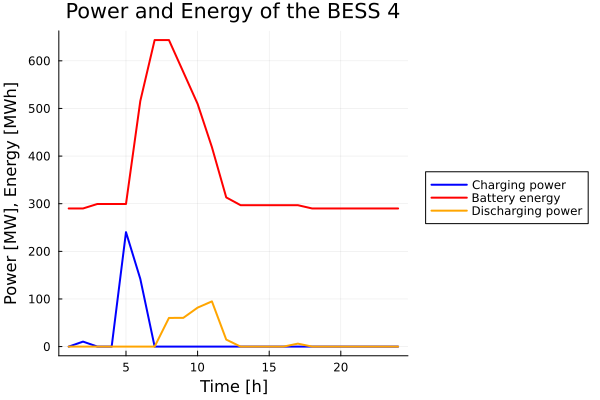 Power and Energy of the BESS 4
Power [MW], Energy [MWh]
600
500
400
300
200
100
0
5
10
15
20
Time [h]
Charging power
Battery energy
Discharging power